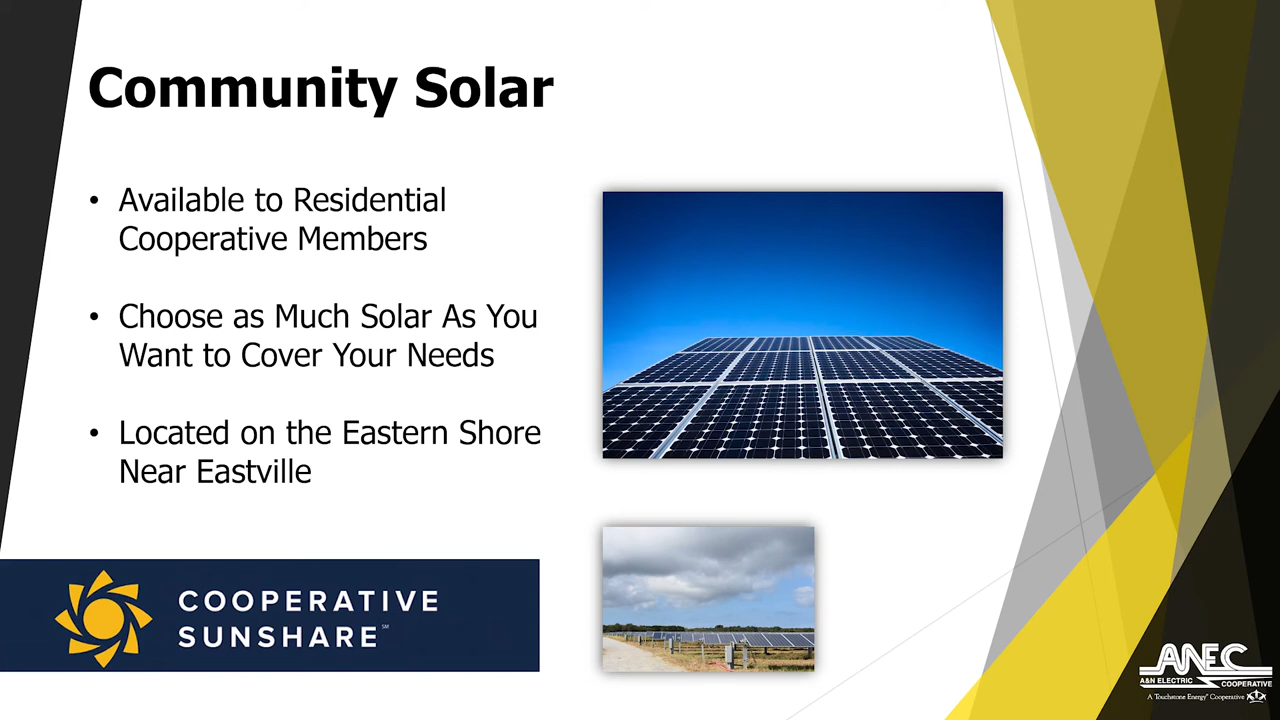 Community Solar
• Available to Residential
Cooperative Members
• Choose as Much Solar As You
Want to Cover Your Needs
• Located on the Eastern Shore
Near Eastville
COOPERATIVE
SUNSHARE℠
ANEC
A&N ELECTRIC COOPERATIVE
A Touchstone Energy® Cooperative